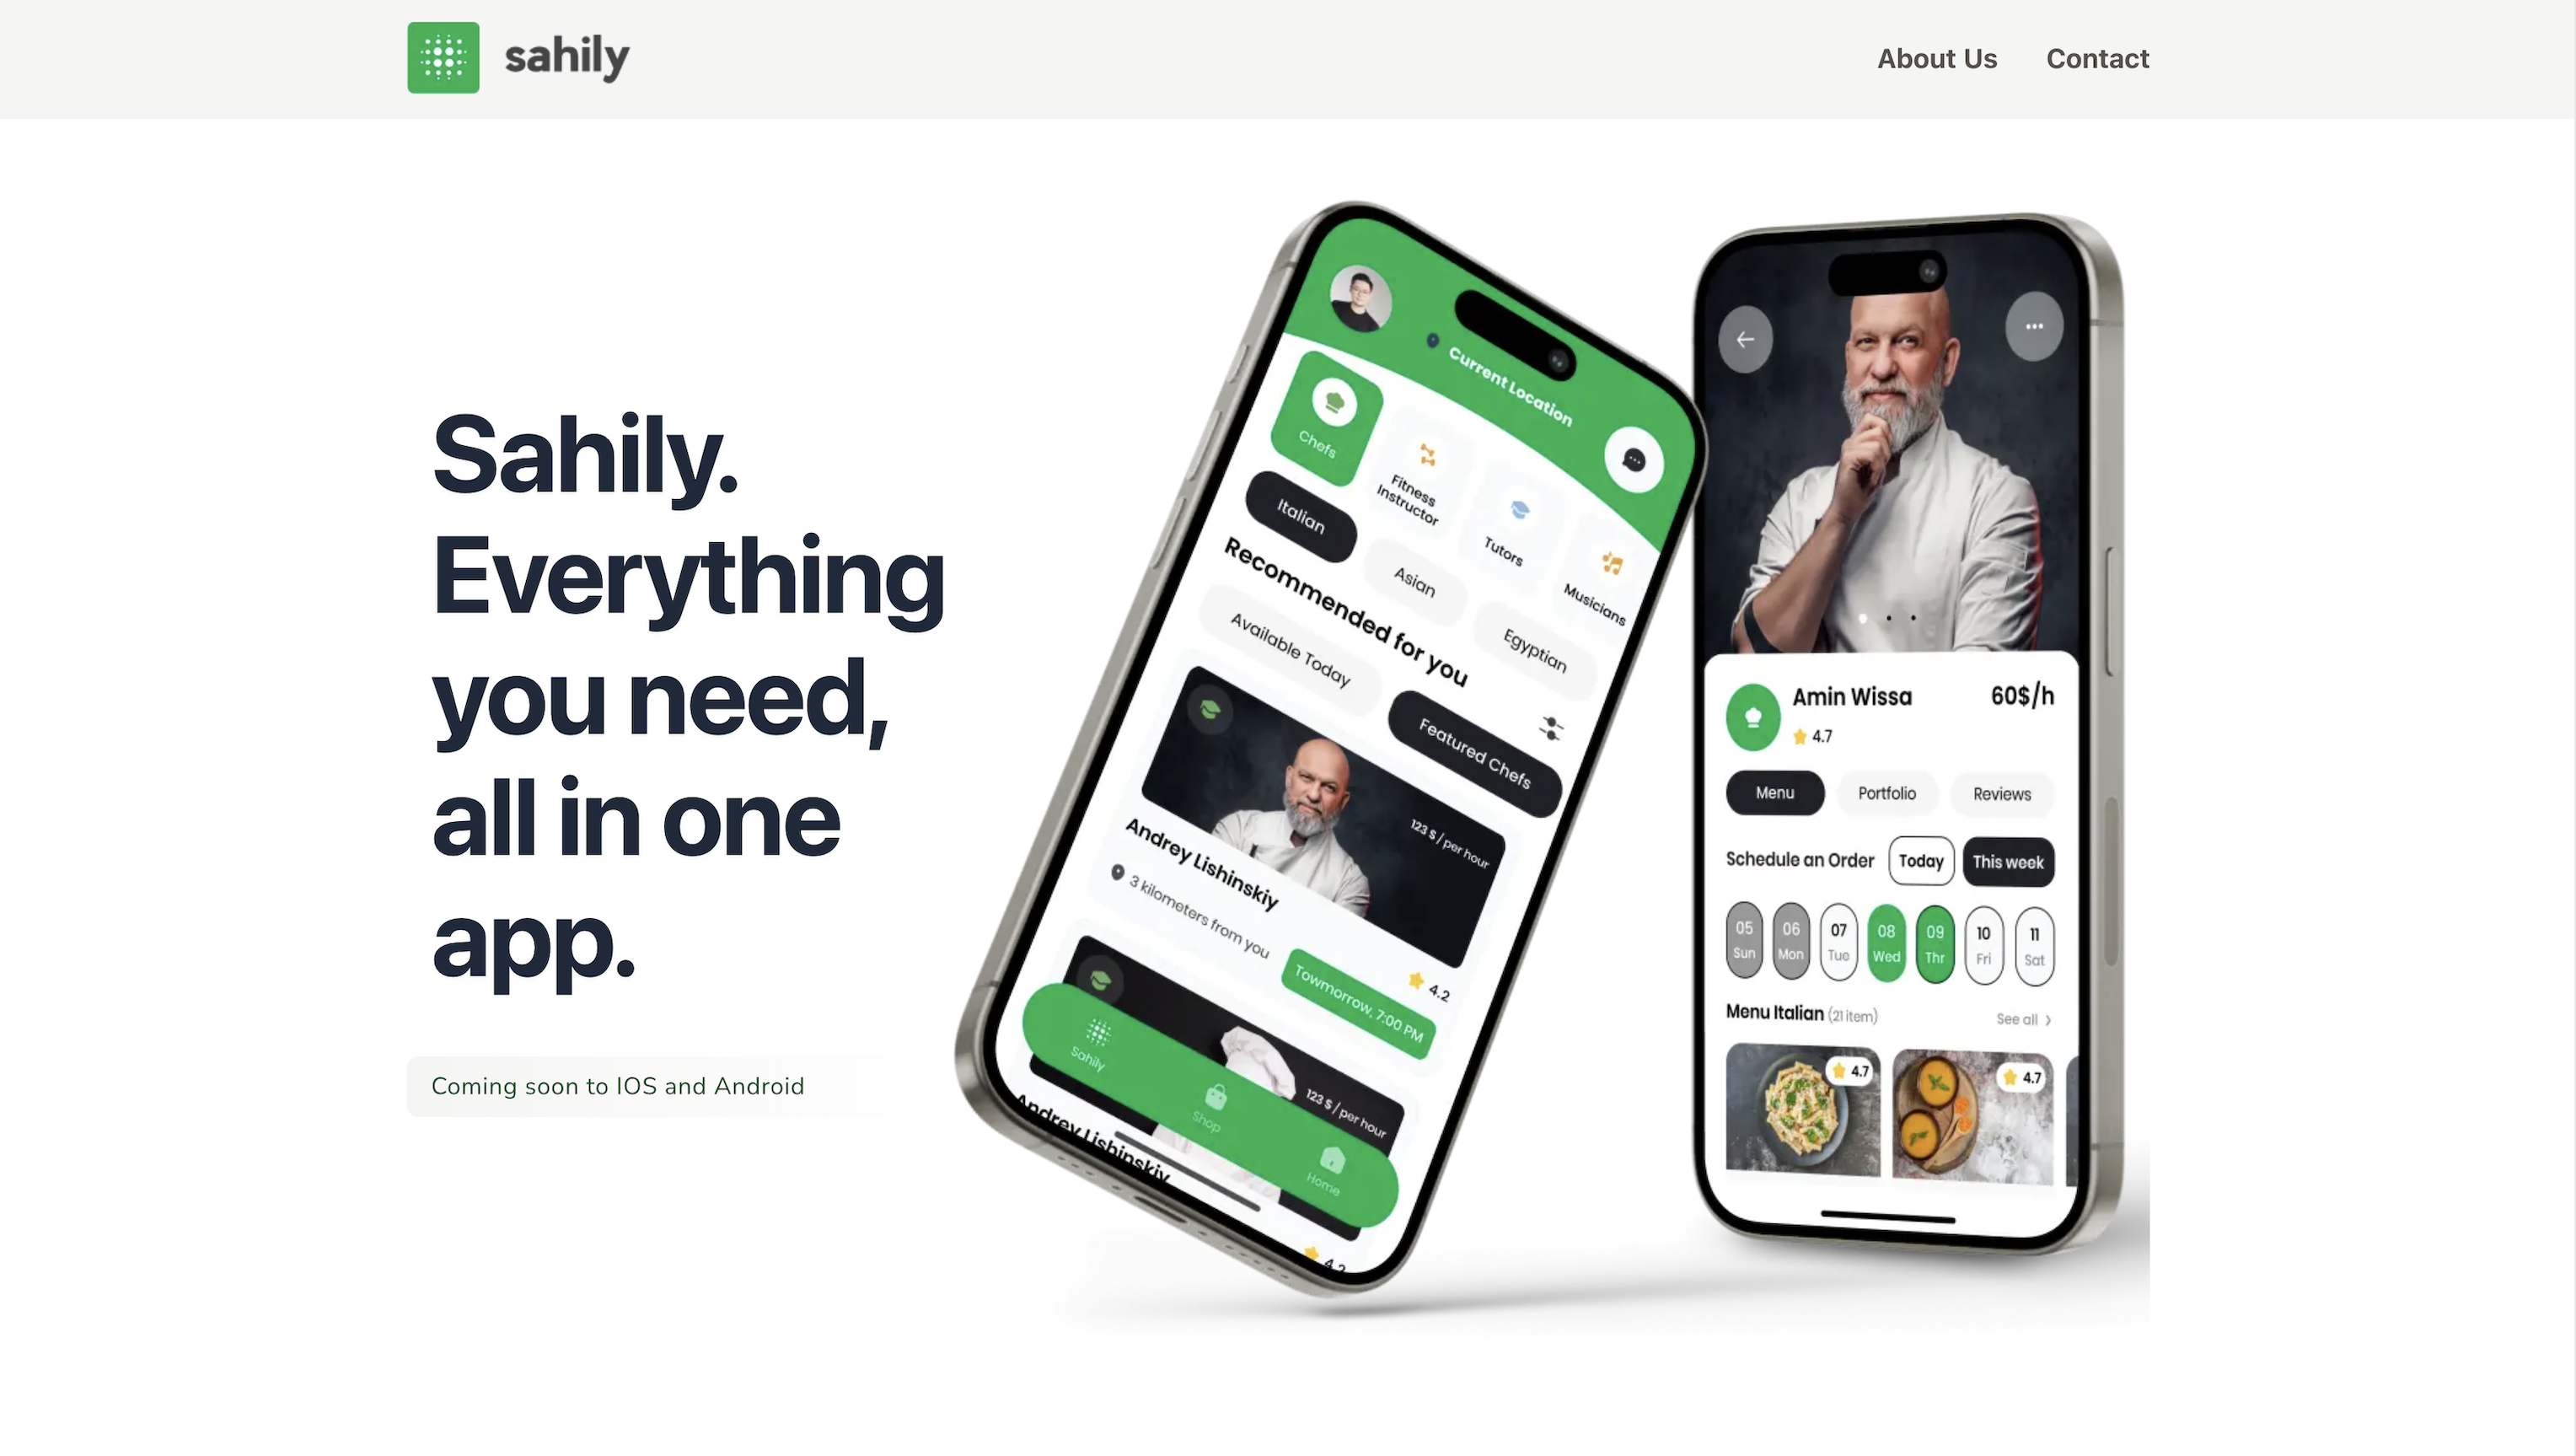 sahily
About Us
Contact
Sahily.
Everything
you need,
all in one
app.
Coming soon to IOS and Android
Current Location
Chefs
Fitness
Instructor
Tutors
Musicians
Italian
Asian
Egyptian
Recommended for you
Available Today
Featured Chefs
123 $ / per hour
Andrey Lishinskiy
3 kilometers from you
4.2
Towmorrow, 7:00 PM
123 $ / per hour
Andrey Lishinskiy
4.2
Sahily
Shop
Home
Amin Wissa
60$/h
4.7
Menu
Portfolio
Reviews
Schedule an Order
Today
This week
05
Sun
06
Mon
07
Tue
08
Wed
09
Thr
10
Fri
11
Sat
Menu Italian (21 item)
See all
4.7
4.7